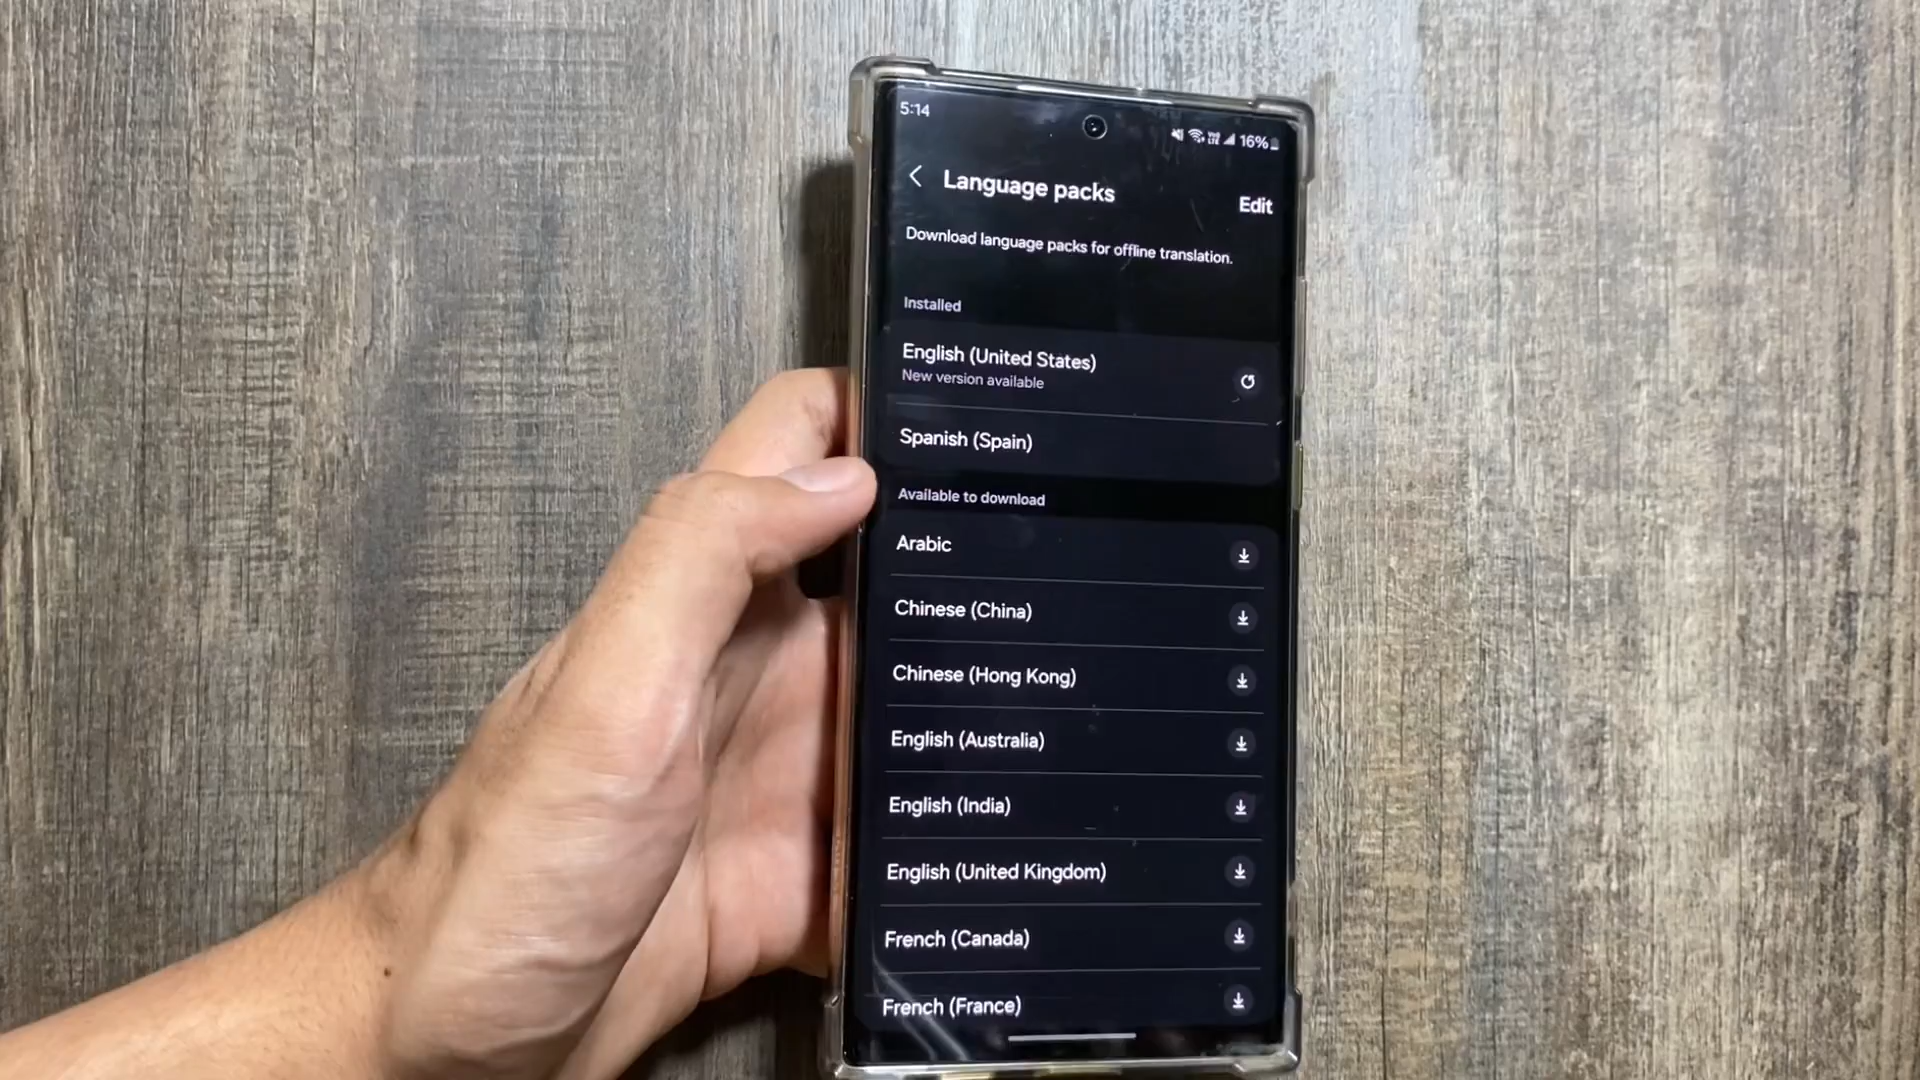 5:14
Vo) LTE 16%
Language packs
Edit
Download language packs for offline translation.
Installed
English (United States)
New version available
Spanish (Spain)
Available to download
Arabic
Chinese (China)
Chinese (Hong Kong)
English (Australia)
English (India)
English (United Kingdom)
French (Canada)
French (France)